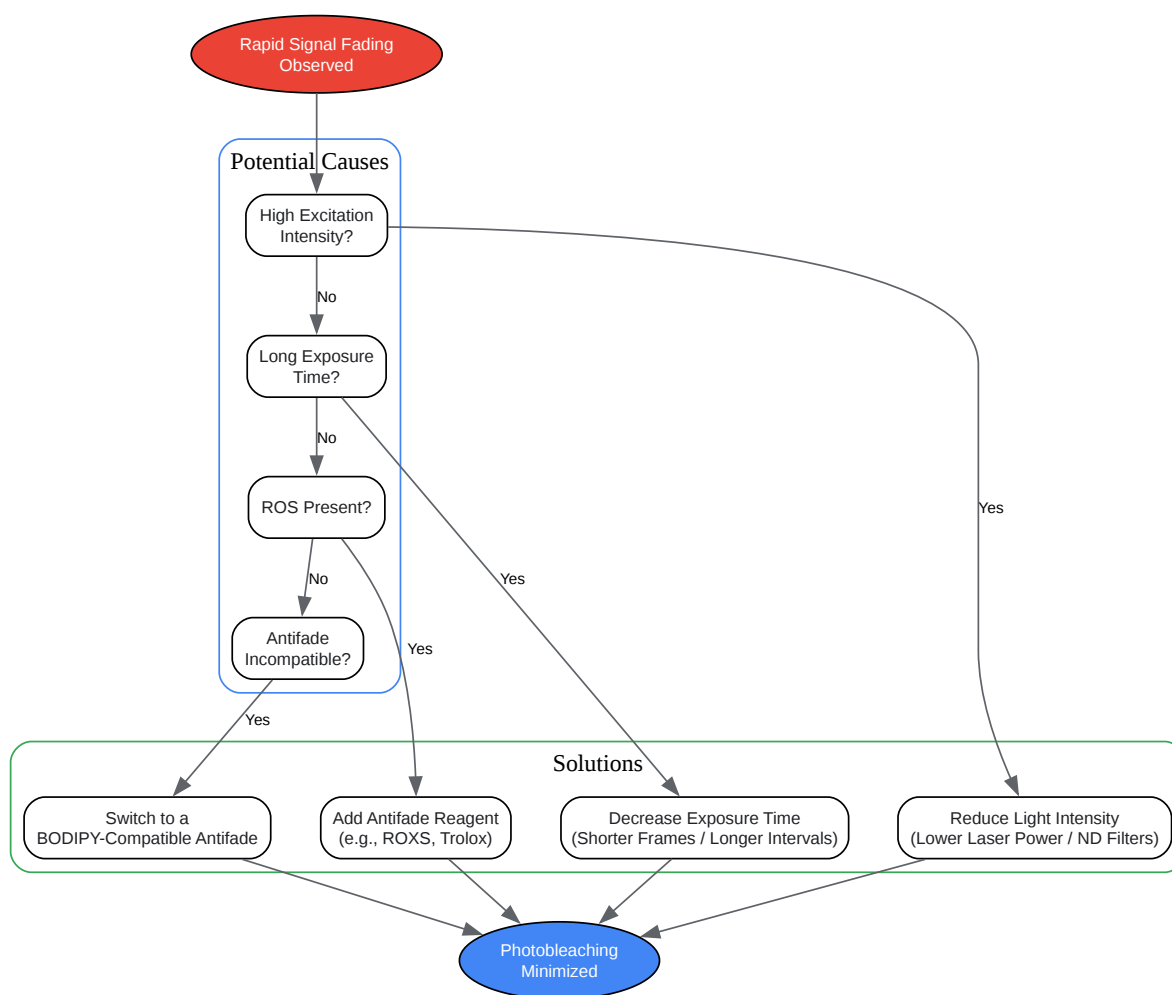 Rapid Signal Fading
Observed
Potential Causes
High Excitation
Intensity?
No
Long Exposure
Time?
No
Yes
ROS Present?
Yes
No
Antifade
Incompatible?
Yes
Yes
Solutions
Switch to a
BODIPY-Compatible Antifade
Add Antifade Reagent
(e.g., ROXS, Trolox)
Decrease Exposure Time
(Shorter Frames / Longer Intervals)
Reduce Light Intensity
(Lower Laser Power / ND Filters)
Photobleaching
Minimized